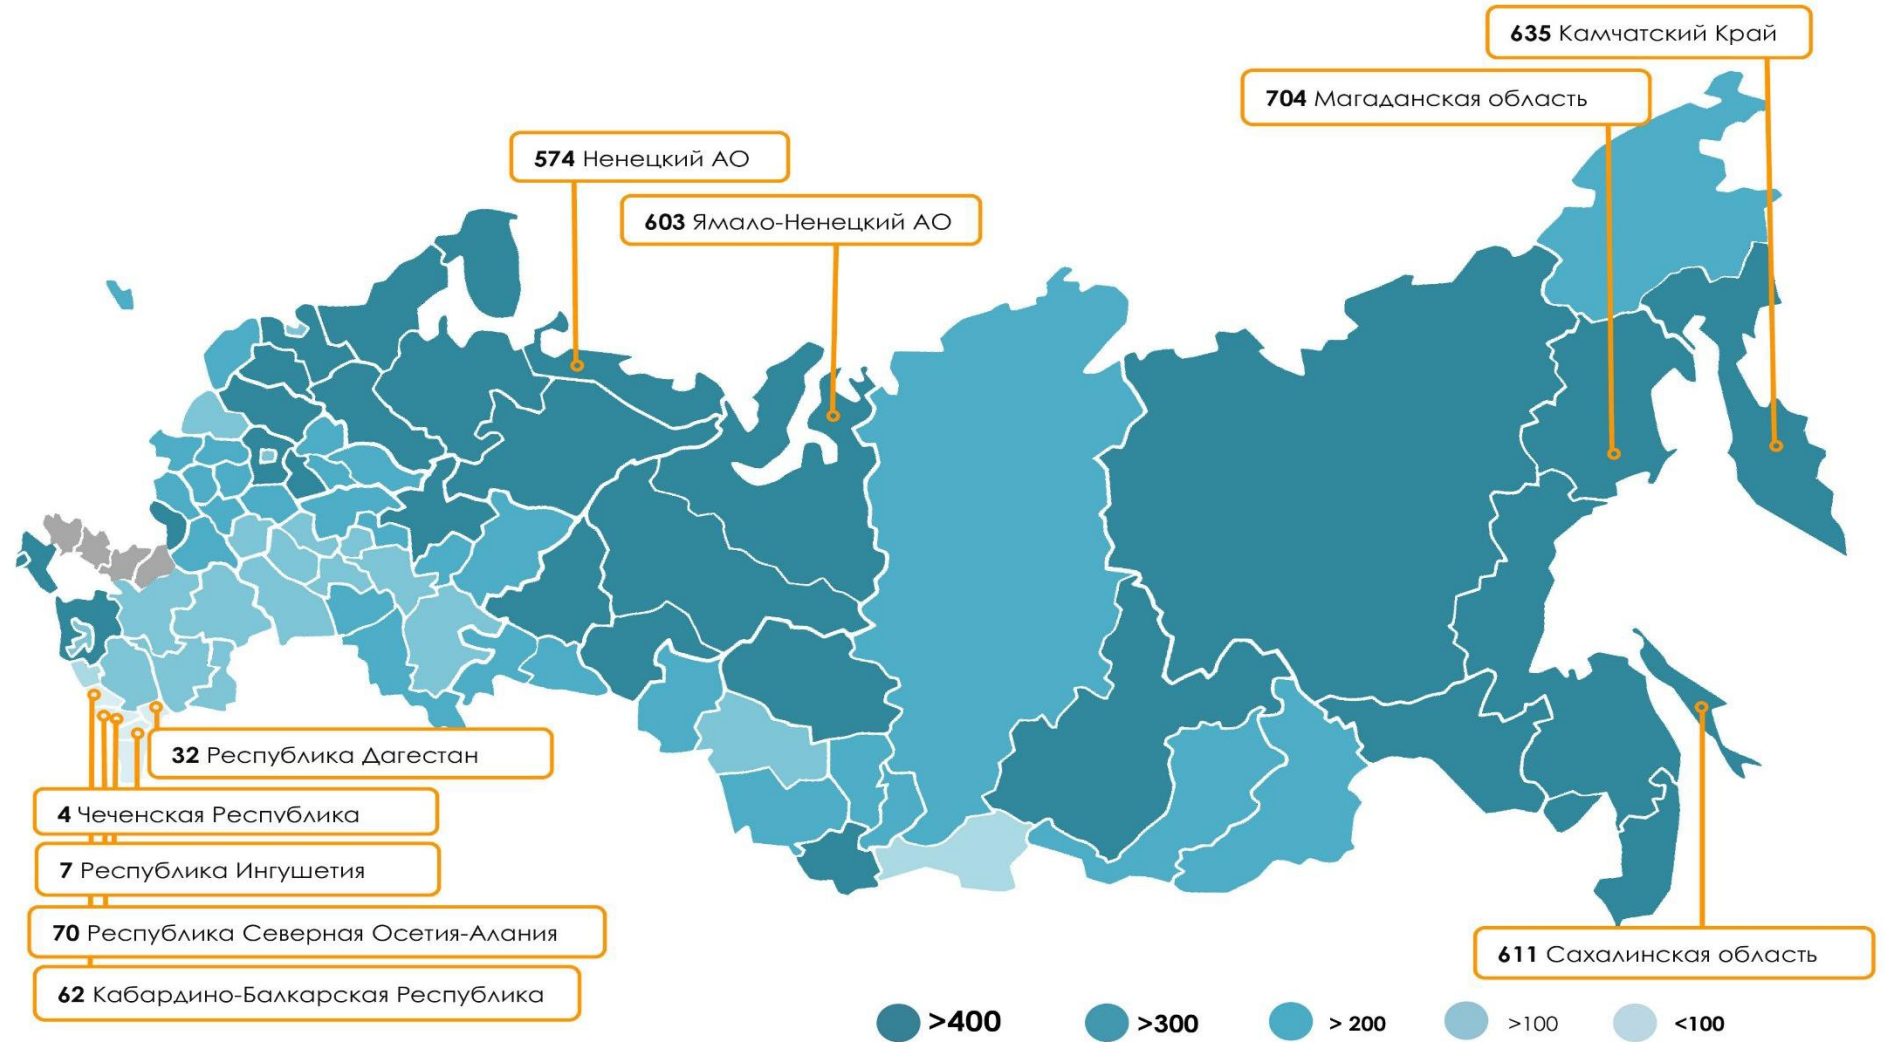 635 Камчатский Край
704 Магаданская область
574 Ненецкий АО
603 Ямало-Ненецкий АО
32 Республика Дагестан
4 Чеченская Республика
7 Республика Ингушетия
70 Республика Северная Осетия-Алания
62 Кабардино-Балкарская Республика
611 Сахалинская область
>400
>300
> 200
>100
<100